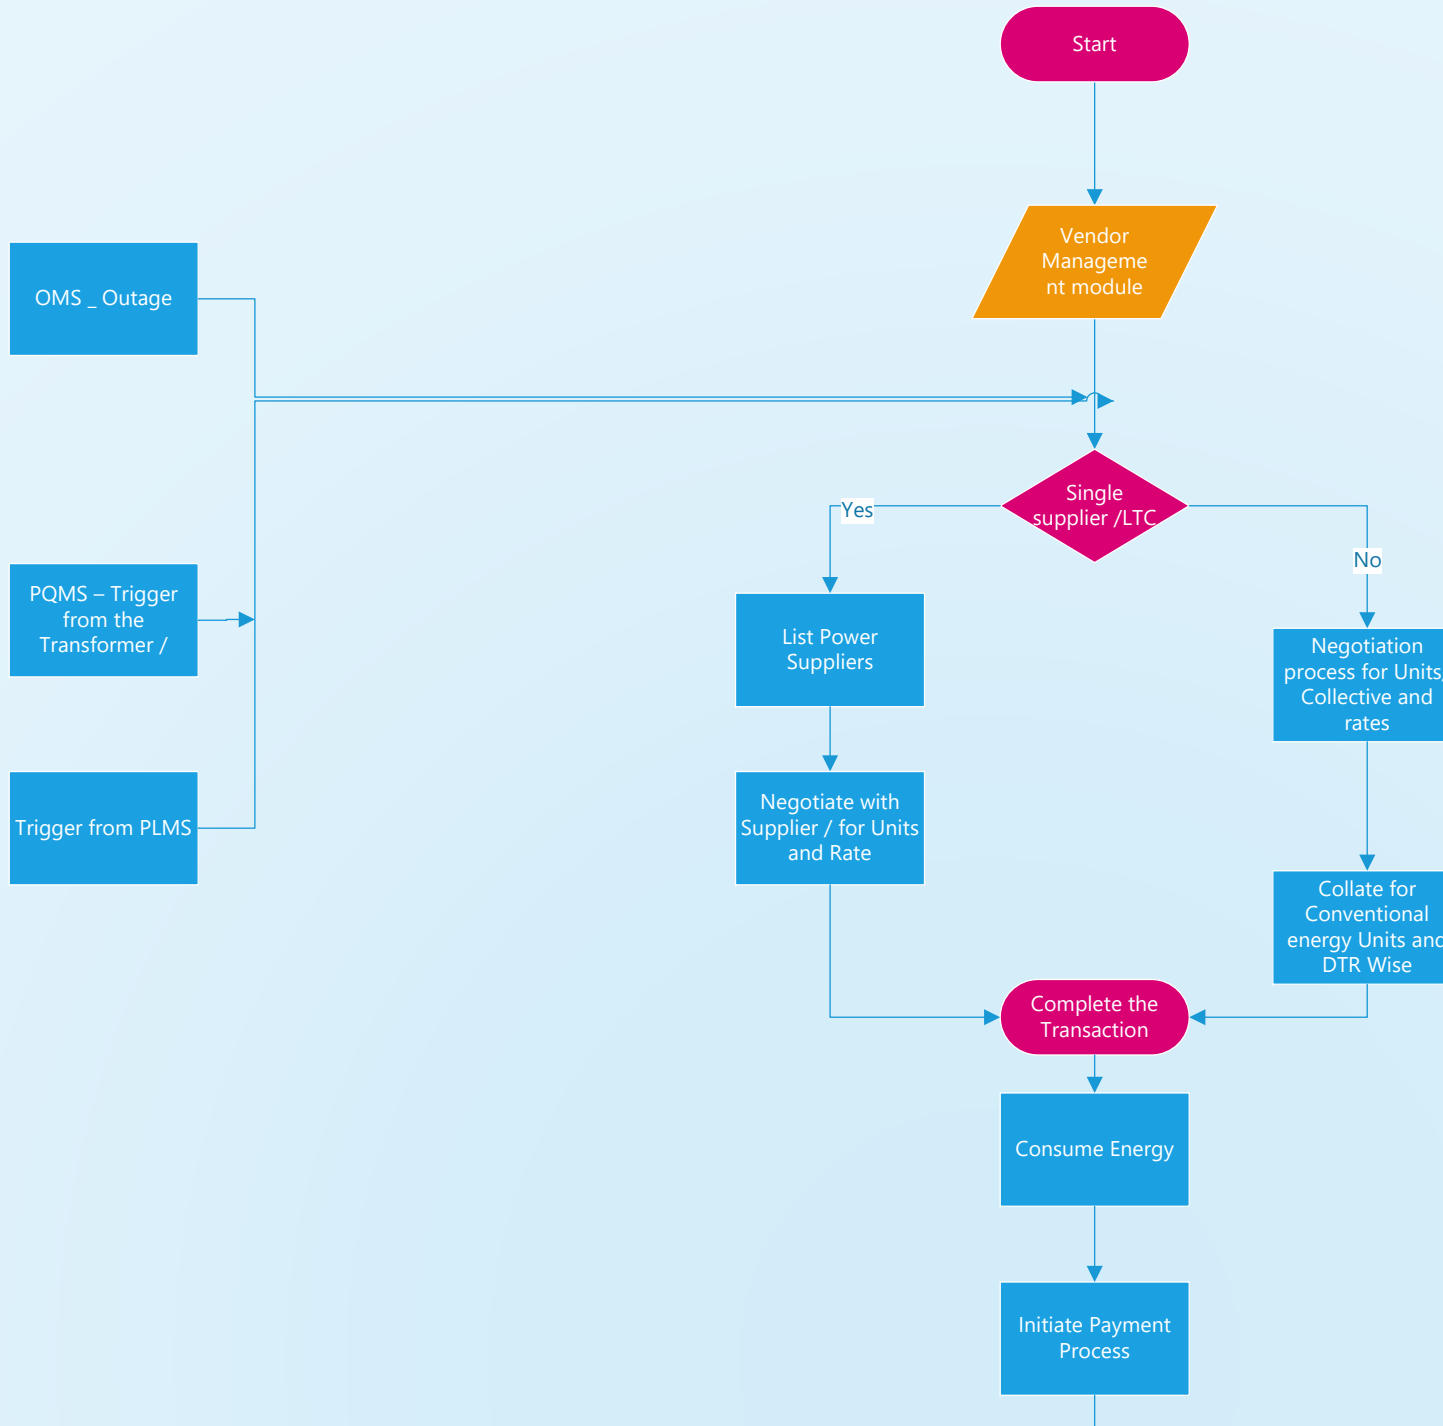 Start
Vendor
Manageme
nt module
OMS _ Outage
Single
supplier /LTC
Yes
No
PQMS – Trigger
from the
Transformer /
List Power
Suppliers
Negotiation
process for Units,
Collective and
rates
Trigger from PLMS
Negotiate with
Supplier / for Units
and Rate
Collate for
Conventional
energy Units and
DTR Wise
Complete the
Transaction
Consume Energy
Initiate Payment
Process